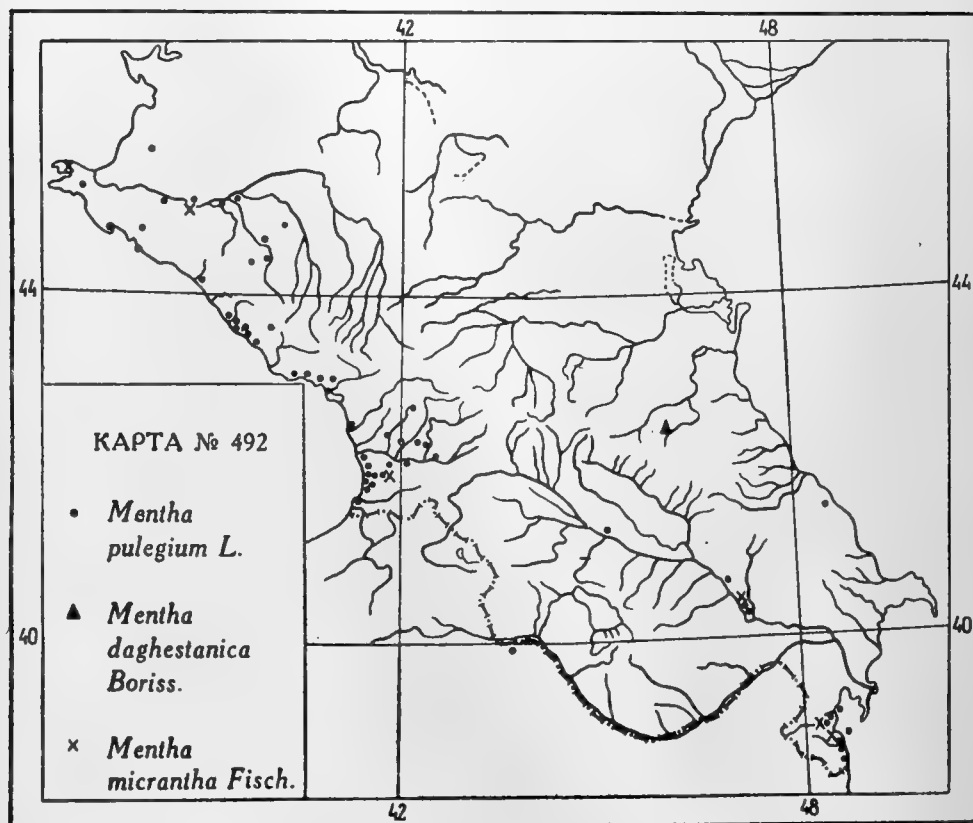 42 48
44 44
КАРТА № 492
Mentha
pulegium L.
Mentha
daghestanica
Boriss.
Mentha
micrantha Fisch.
40 40
42 48